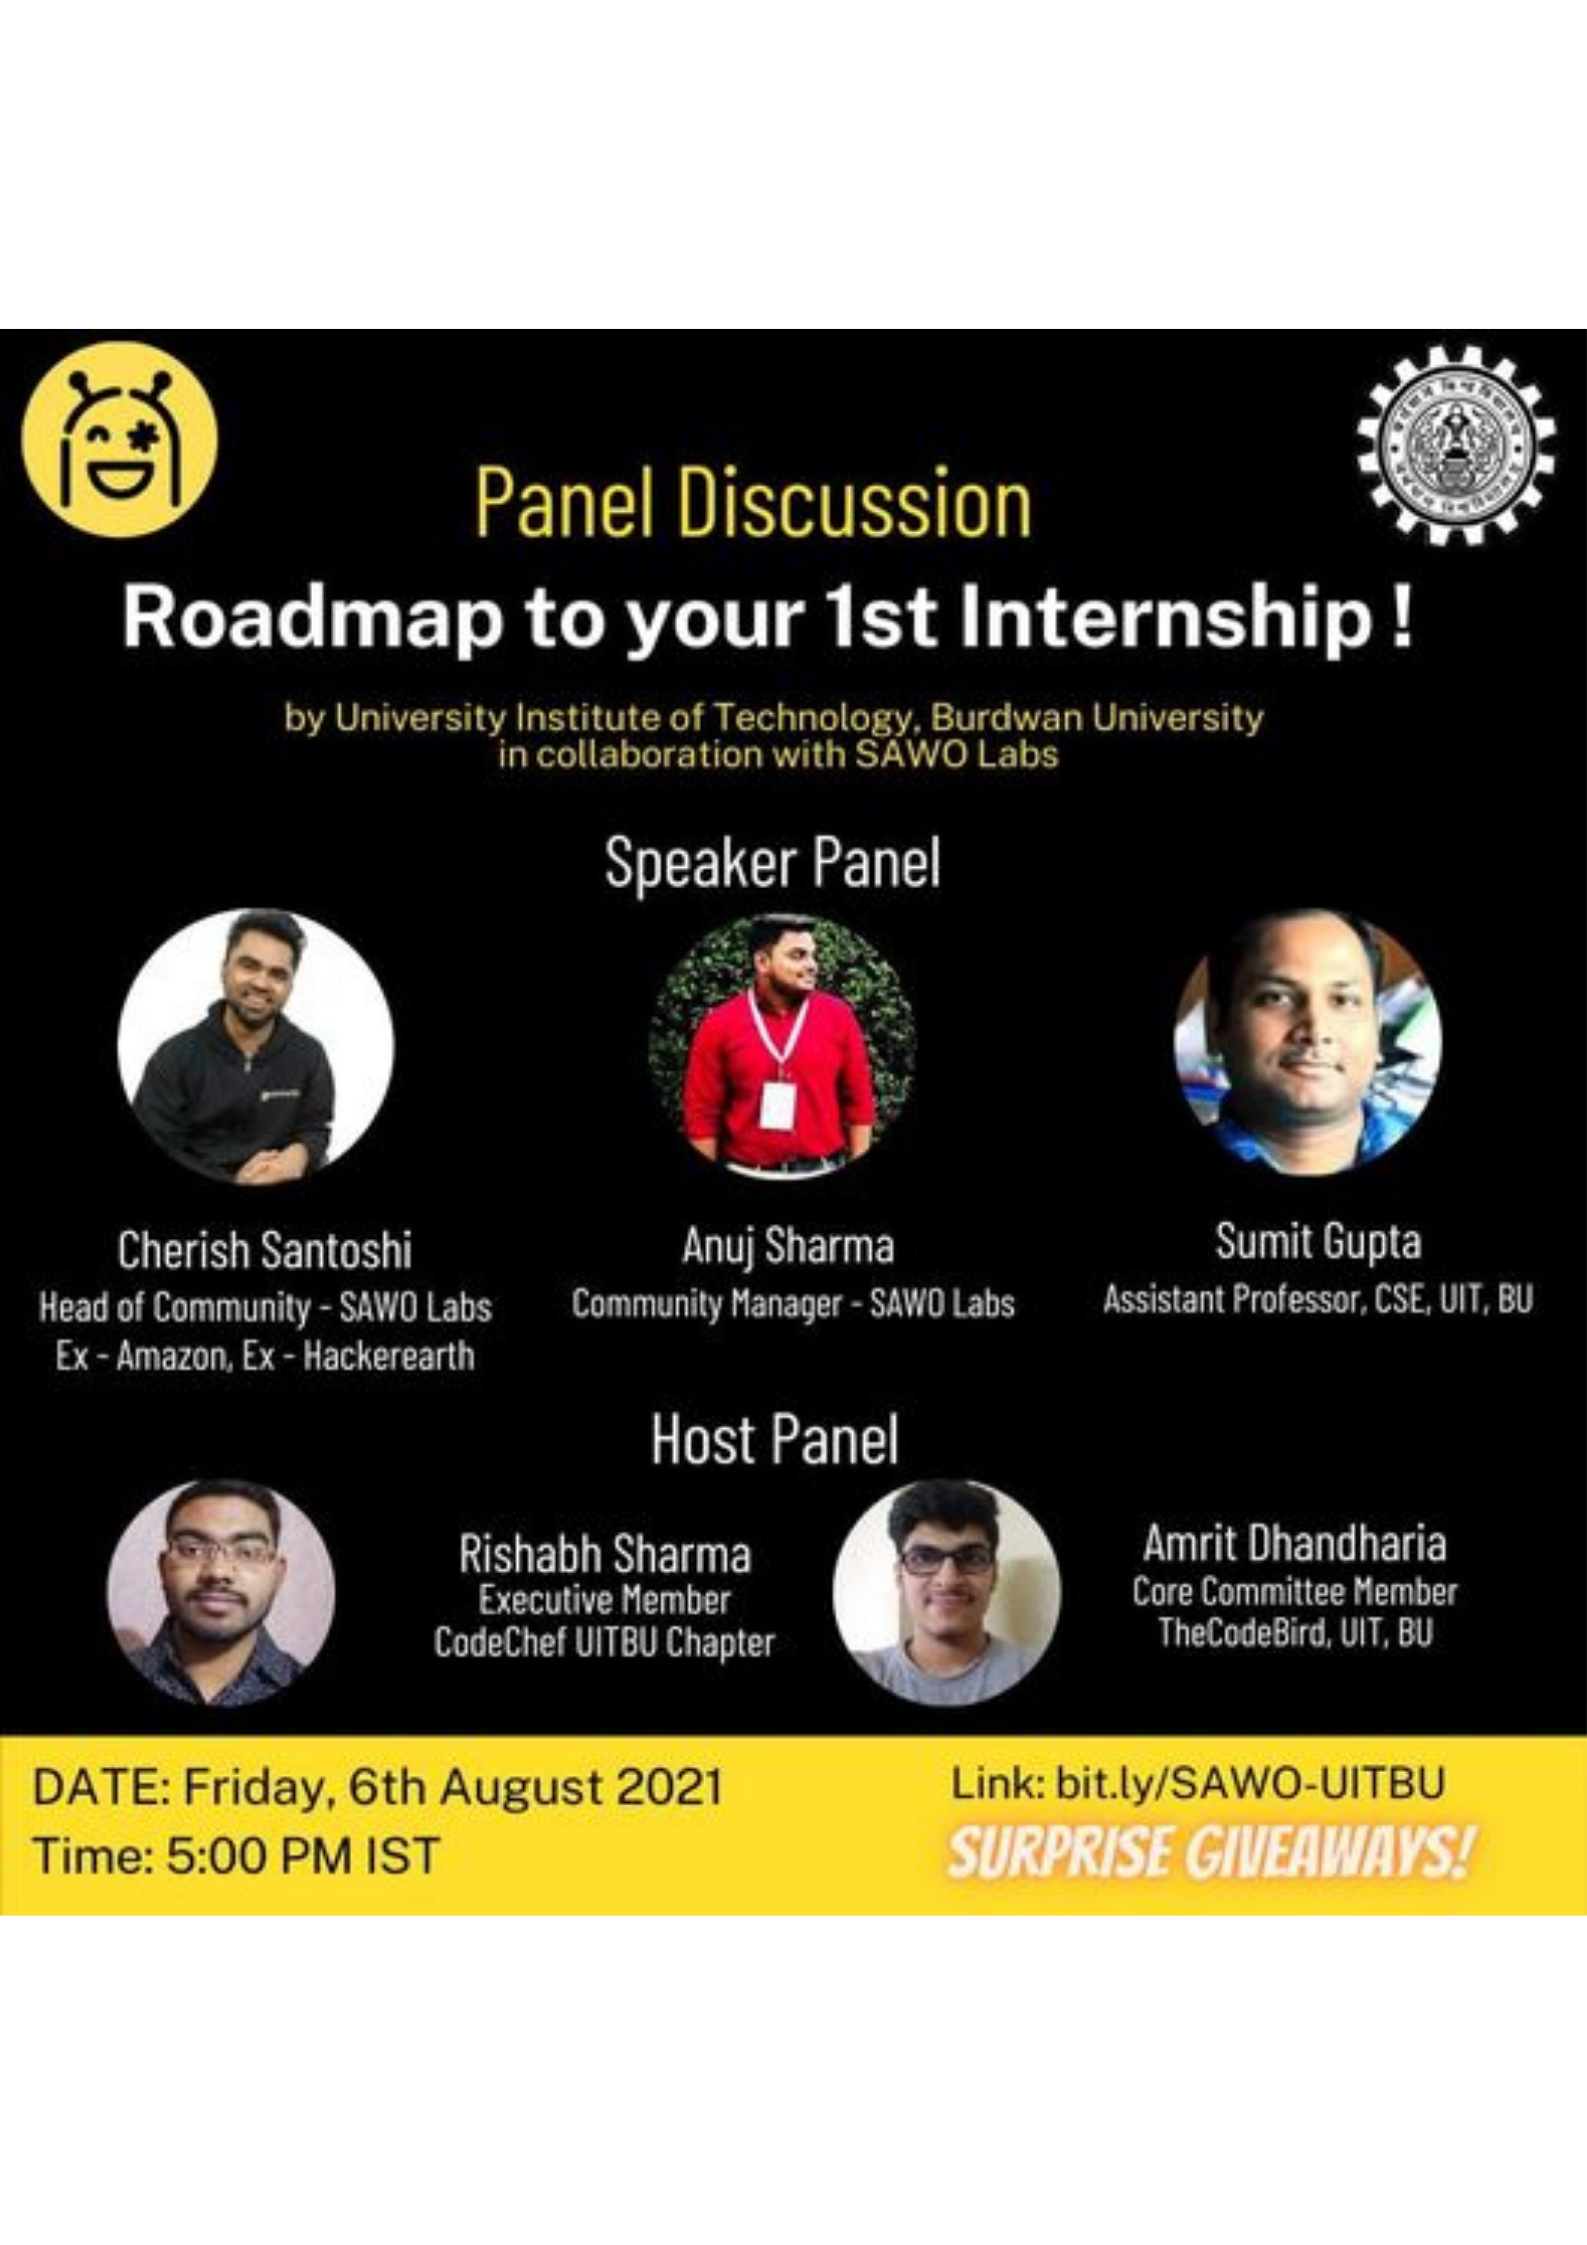 Panel Discussion
Roadmap to your 1st Internship !
by University Institute of Technology, Burdwan University
in collaboration with SAWO Labs
Speaker Panel
Cherish Santoshi
Head of Community - SAWO Labs
Ex - Amazon, Ex - Hackerearth
Anuj Sharma
Community Manager - SAWO Labs
Sumit Gupta
Assistant Professor, CSE, UIT, BU
Host Panel
Rishabh Sharma
Executive Member
CodeChef UITBU Chapter
Amrit Dhandharia
Core Committee Member
TheCodeBird, UIT, BU
DATE: Friday, 6th August 2021
Time: 5:00 PM IST
Link: bit.ly/SAWO-UITBU
SURPRISE GIVEAWAYS!